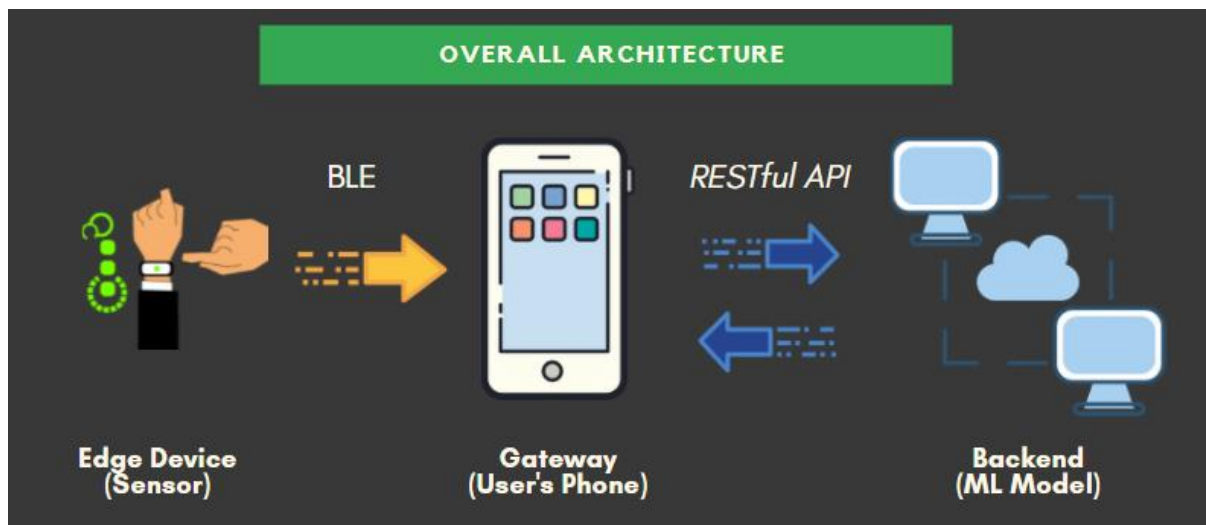 OVERALL ARCHITECTURE
BLE
RESTful API
Edge Device
(Sensor)
Gateway
(User's Phone)
Backend
(ML Model)